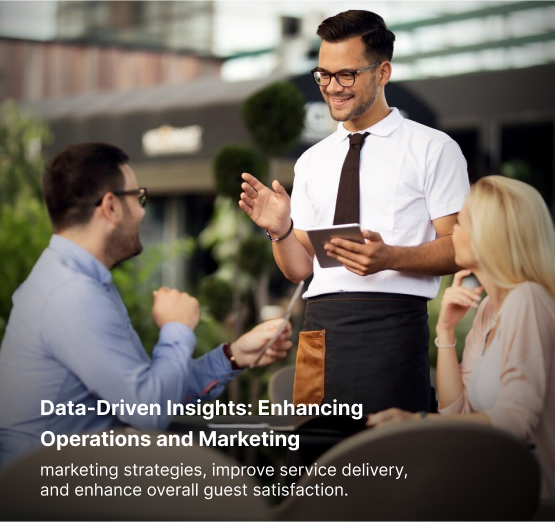 Data-Driven Insights: Enhancing
Operations and Marketing
marketing strategies, improve service delivery,
and enhance overall guest satisfaction.